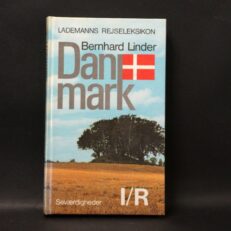 LADEMANNS REJSELEKSIKON
Bernhard Linder
Dan
mark
Seværdigheder
I/R